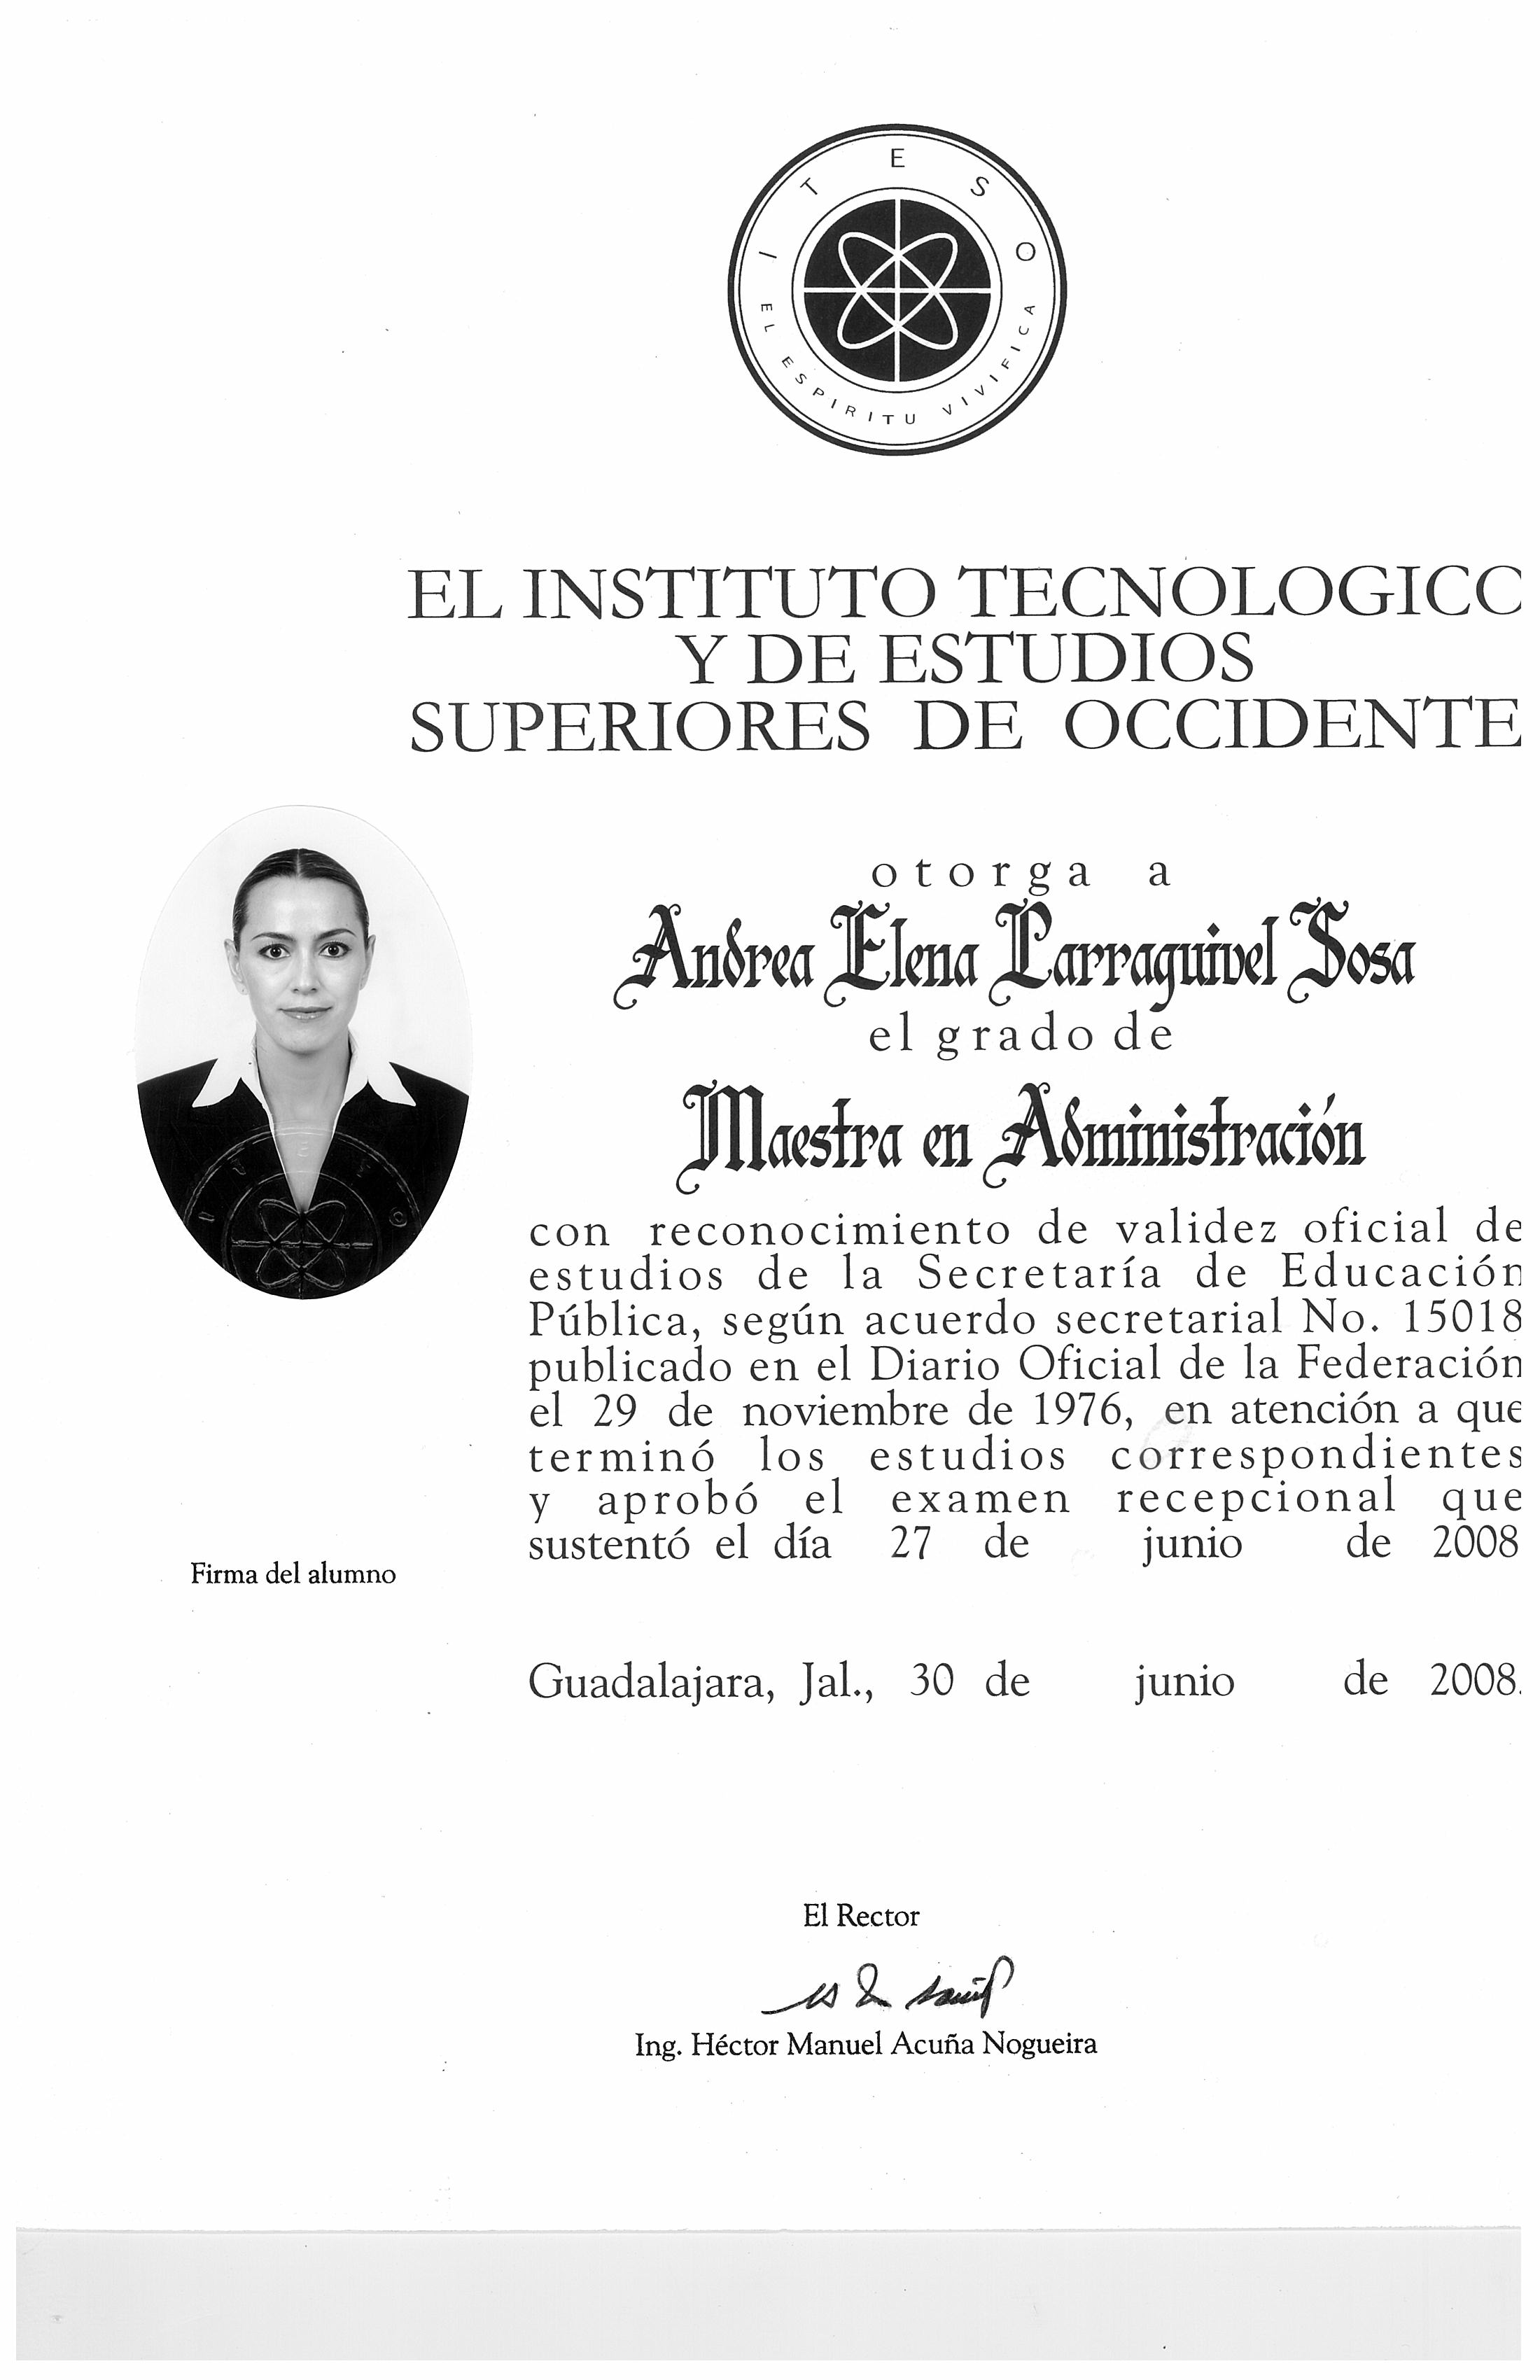 ITESO
EL ESPIRITU VIVIFICA
EL INSTITUTO TECNOLOGICO
Y DE ESTUDIOS
SUPERIORES DE OCCIDENTE
otorga a
Andrea Elena Larraguivel Sosa
el grado de
Maestra en Administración
con reconocimiento de validez oficial de
estudios de la Secretaría de Educación
Pública, según acuerdo secretarial No. 15018
publicado en el Diario Oficial de la Federación
el 29 de noviembre de 1976, en atención a que
terminó los estudios correspondientes
y aprobó el examen recepcional que
sustentó el día 27 de junio de 2008
Firma del alumno
Guadalajara, Jal., 30 de junio de 2008.
El Rector
Ing. Héctor Manuel Acuña Nogueira